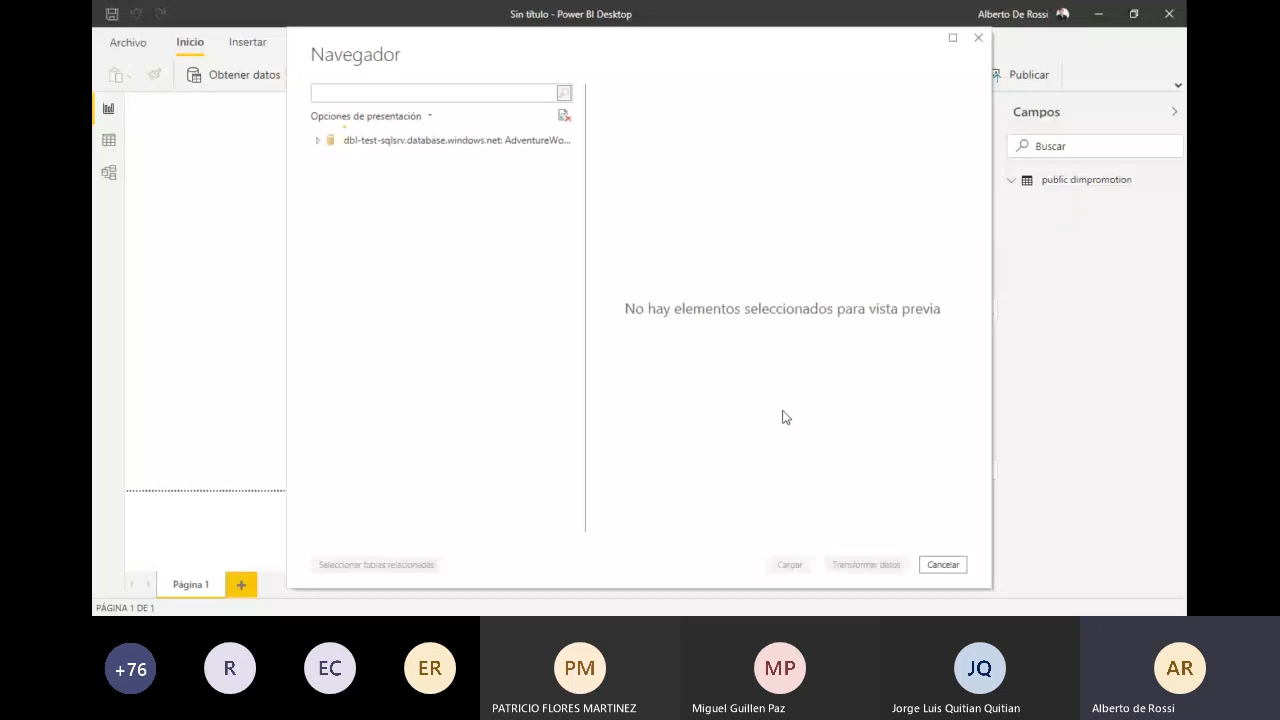 Sin título - Power BI Desktop
Alberto De Rossi
Archivo
Inicio
Insertar
Obtener datos
Publicar
Navegador
Opciones de presentación
dbl-test-sqlsrv.database.windows.net: AdventureWo...
No hay elementos seleccionados para vista previa
Seleccionar tablas relacionadas
Cargar
Transformar datos
Cancelar
Campos
Buscar
public dimpromotion
Página 1
PÁGINA 1 DE 1
+76
R
EC
ER
PM
PATRICIO FLORES MARTINEZ
MP
Miguel Guillen Paz
JQ
Jorge Luis Quitian Quitian
AR
Alberto de Rossi